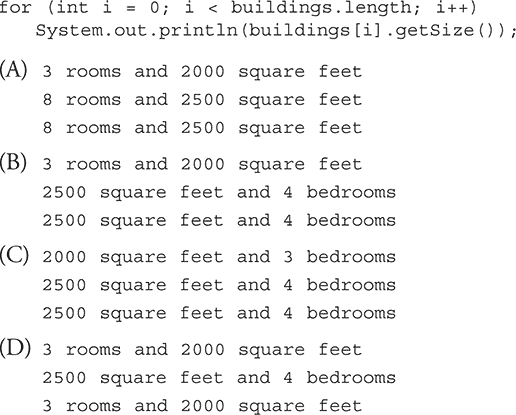 for (int i = 0; i < buildings.length; i++)
System.out.println(buildings[i].getSize());
(A) 3 rooms and 2000 square feet
8 rooms and 2500 square feet
8 rooms and 2500 square feet
(B) 3 rooms and 2000 square feet
2500 square feet and 4 bedrooms
2500 square feet and 4 bedrooms
(C) 2000 square feet and 3 bedrooms
2500 square feet and 4 bedrooms
2500 square feet and 4 bedrooms
(D) 3 rooms and 2000 square feet
2500 square feet and 4 bedrooms
3 rooms and 2000 square feet